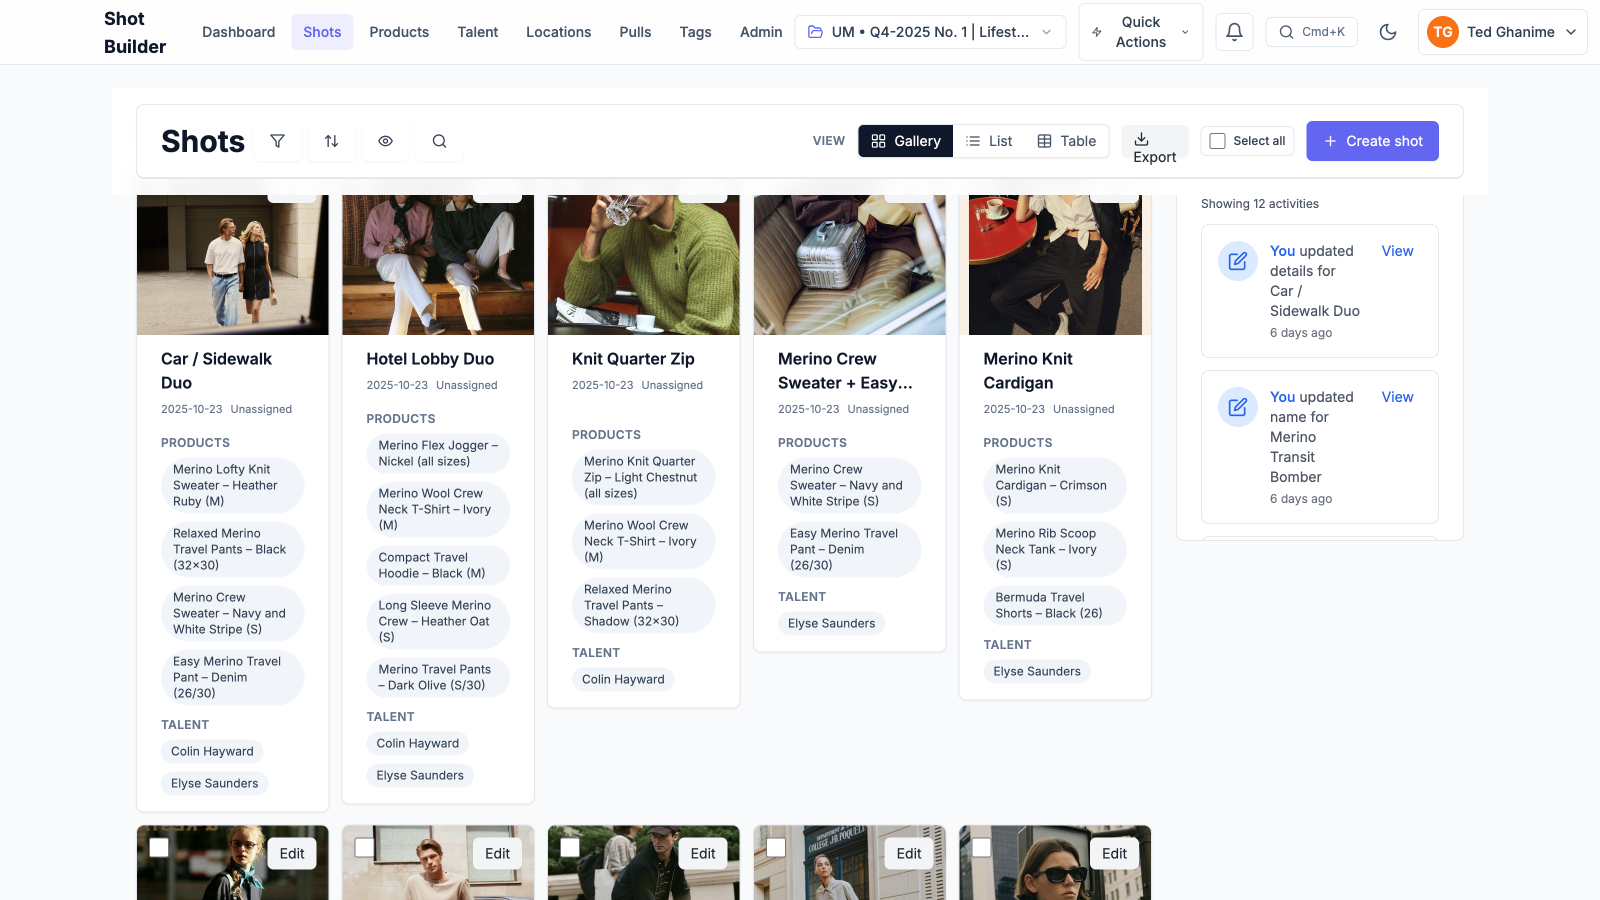 Shot
Builder
Dashboard
Shots
Products
Talent
Locations
Pulls
Tags
Admin
UM • Q4-2025 No. 1 | Lifest...
Quick
Actions
Cmd+K
TG
Ted Ghanime
Shots
VIEW
Gallery
List
Table
Export
Select all
Create shot
Car / Sidewalk
Duo
2025-10-23 Unassigned
PRODUCTS
Merino Lofty Knit
Sweater – Heather
Ruby (M)
Relaxed Merino
Travel Pants – Black
(32×30)
Merino Crew
Sweater – Navy and
White Stripe (S)
Easy Merino Travel
Pant – Denim
(26/30)
TALENT
Colin Hayward
Elyse Saunders
Hotel Lobby Duo
2025-10-23 Unassigned
PRODUCTS
Merino Flex Jogger –
Nickel (all sizes)
Merino Wool Crew
Neck T-Shirt – Ivory
(M)
Compact Travel
Hoodie – Black (M)
Long Sleeve Merino
Crew – Heather Oat
(S)
Merino Travel Pants
– Dark Olive (S/30)
TALENT
Colin Hayward
Elyse Saunders
Knit Quarter Zip
2025-10-23 Unassigned
PRODUCTS
Merino Knit Quarter
Zip – Light Chestnut
(all sizes)
Merino Wool Crew
Neck T-Shirt – Ivory
(M)
Relaxed Merino
Travel Pants –
Shadow (32×30)
TALENT
Colin Hayward
Merino Crew
Sweater + Easy...
2025-10-23 Unassigned
PRODUCTS
Merino Crew
Sweater – Navy and
White Stripe (S)
Easy Merino Travel
Pant – Denim
(26/30)
TALENT
Elyse Saunders
Merino Knit
Cardigan
2025-10-23 Unassigned
PRODUCTS
Merino Knit
Cardigan – Crimson
(S)
Merino Rib Scoop
Neck Tank – Ivory
(S)
Bermuda Travel
Shorts – Black (26)
TALENT
Elyse Saunders
Showing 12 activities
You updated
details for
Car /
Sidewalk Duo
6 days ago
View
You updated
name for
Merino
Transit
Bomber
6 days ago
View
Edit
Edit
Edit
Edit
Edit